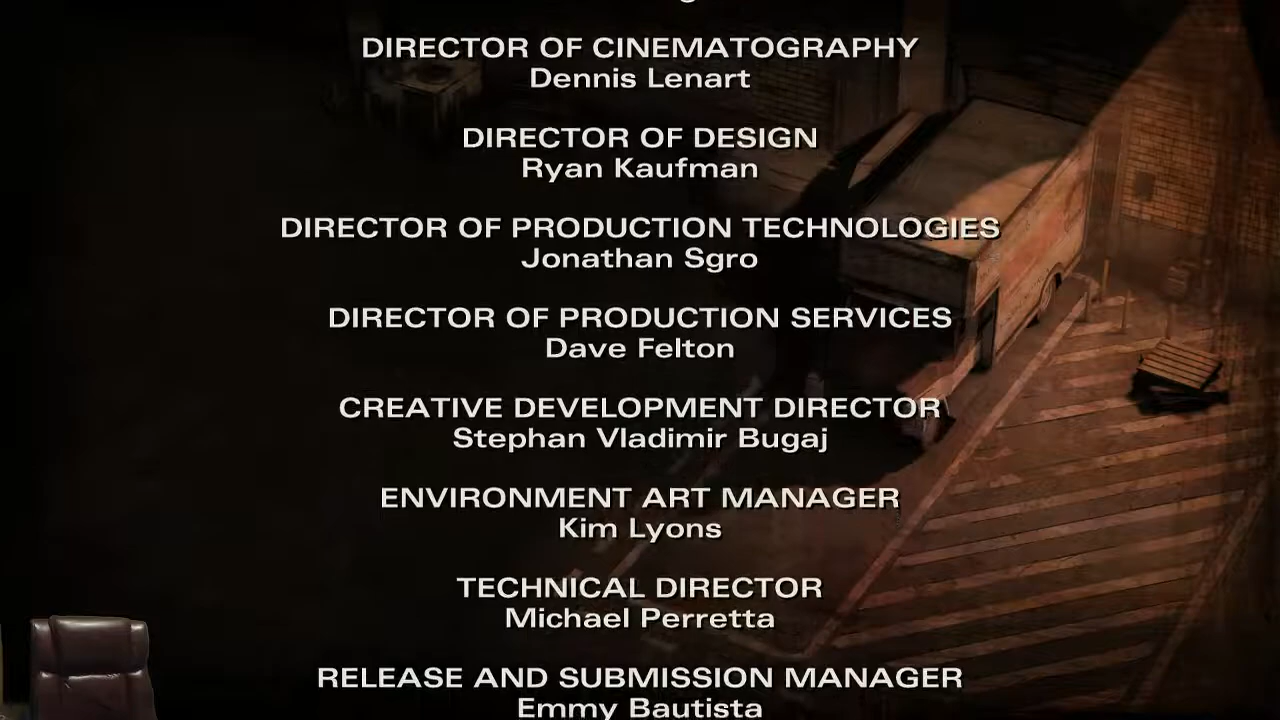 DIRECTOR OF CINEMATOGRAPHY
Dennis Lenart
DIRECTOR OF DESIGN
Ryan Kaufman
DIRECTOR OF PRODUCTION TECHNOLOGIES
Jonathan Sgro
DIRECTOR OF PRODUCTION SERVICES
Dave Felton
CREATIVE DEVELOPMENT DIRECTOR
Stephan Vladimir Bugaj
ENVIRONMENT ART MANAGER
Kim Lyons
TECHNICAL DIRECTOR
Michael Perretta
RELEASE AND SUBMISSION MANAGER
Emmy Bautista